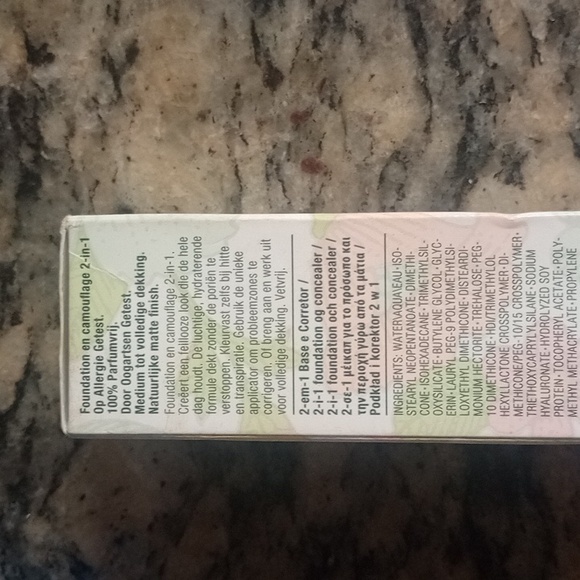 Foundation en camouflage 2-in-1
Op Allergie Getest.
100% Parfumvrij.
Door Oogartsen Getest.
Medium tot volledige dekking.
Natuurlijke matte finish.
Foundation en camouflage 2-in-1.
Creëert een feilloze look die de hele
dag houdt. De luchtige, hydraterende
formule dekt zonder de poriën te
verstoppen. Kleurvast zelfs bij hitte
en transpiratie. Gebruik de unieke
applicator om probleemzones te
corrigeren. Of breng aan en werk uit
voor volledige dekking. Vetvrij.
2-em-1 Base e Corretor /
2-i-1 foundation og concealer /
2-i-1 foundation och concealer /
2-σε-1 μέικαπ για το πρόσωπο και
την περιοχή γύρω από τα μάτια /
Podkład i korektor 2 w 1
INGREDIENTS: WATER\AQUA\EAU•ISO-
STEARYL NEOPENTANOATE•DIMETHI-
CONE•ISOHEXADECANE•TRIMETHYLSIL-
OXYSILICATE•BUTYLENE GLYCOL•GLYC-
ERIN•LAURYL PEG-9 POLYDIMETHYLSI-
LOXYETHYL DIMETHICONE•DISTEARDI-
MONIUM HECTORITE•TREHALOSE•PEG-
10 DIMETHICONE•HDI/TRIMETHYLOL
HEXYLLACTONE CROSSPOLYMER•DI-
METHICONE/PEG-10/15 CROSSPOLYMER•
TRIETHOXYCAPRYLYLSILANE•SODIUM
HYALURONATE•HYDROLYZED SOY
PROTEIN•TOCOPHERYL ACETATE•POLY-
METHYL METHACRYLATE•PROPYLENE